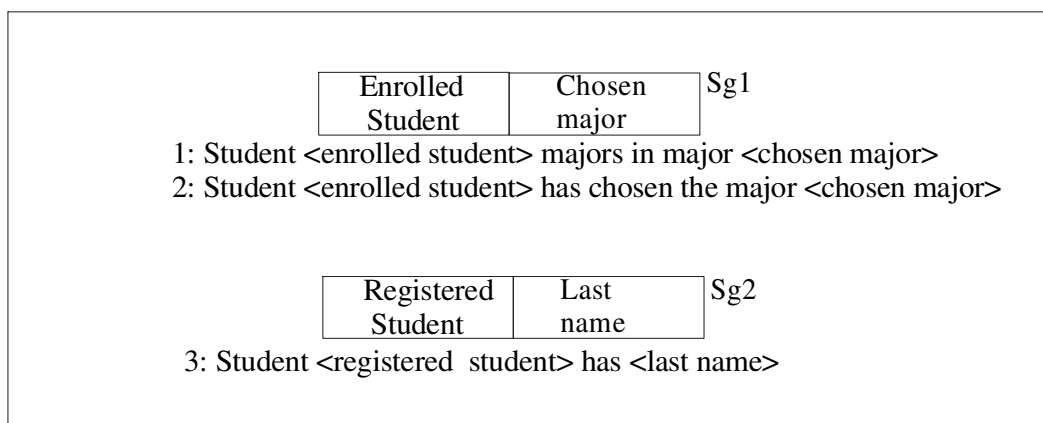 Enrolled Student
Chosen major
Sg1
1: Student <enrolled student> majors in major <chosen major>
2: Student <enrolled student> has chosen the major <chosen major>
Registered Student
Last name
Sg2
3: Student <registered student> has <last name>